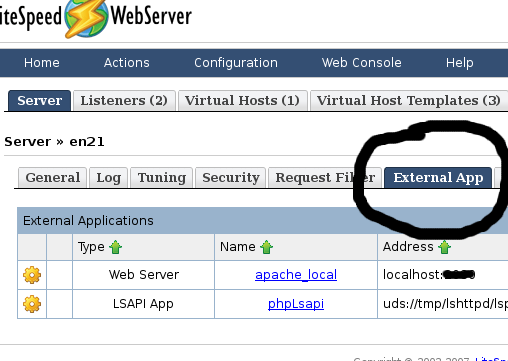 iteSpeed WebServer
Home Actions Configuration Web Console Help
Server Listeners (2) Virtual Hosts (1) Virtual Host Templates (3)
Server » en21
General Log Tuning Security Request Filter External App
External Applications
Type Name Address
Web Server apache_local localhost:
LSAPI App phpLsapi uds://tmp/lshttpd/lsp
Copyright © 2003-2007. LiteSp